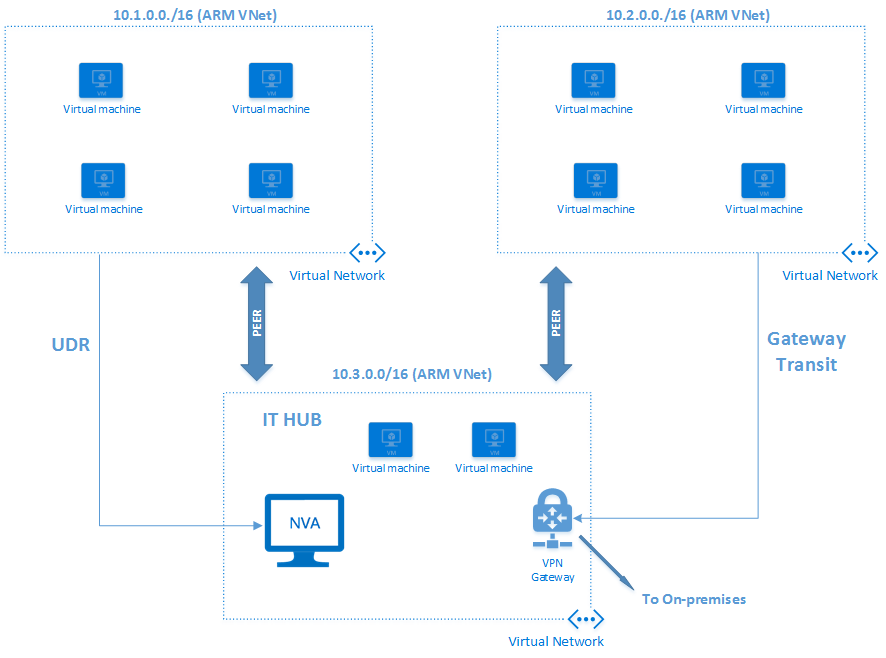 10.1.0.0./16 (ARM VNet)
10.2.0.0./16 (ARM VNet)
VM
Virtual machine
VM
Virtual machine
VM
Virtual machine
VM
Virtual machine
VM
Virtual machine
VM
Virtual machine
VM
Virtual machine
VM
Virtual machine
Virtual Network
Virtual Network
UDR
PEER
PEER
Gateway
Transit
10.3.0.0/16 (ARM VNet)
IT HUB
VM
Virtual machine
VM
Virtual machine
NVA
VPN
Gateway
To On-premises
Virtual Network